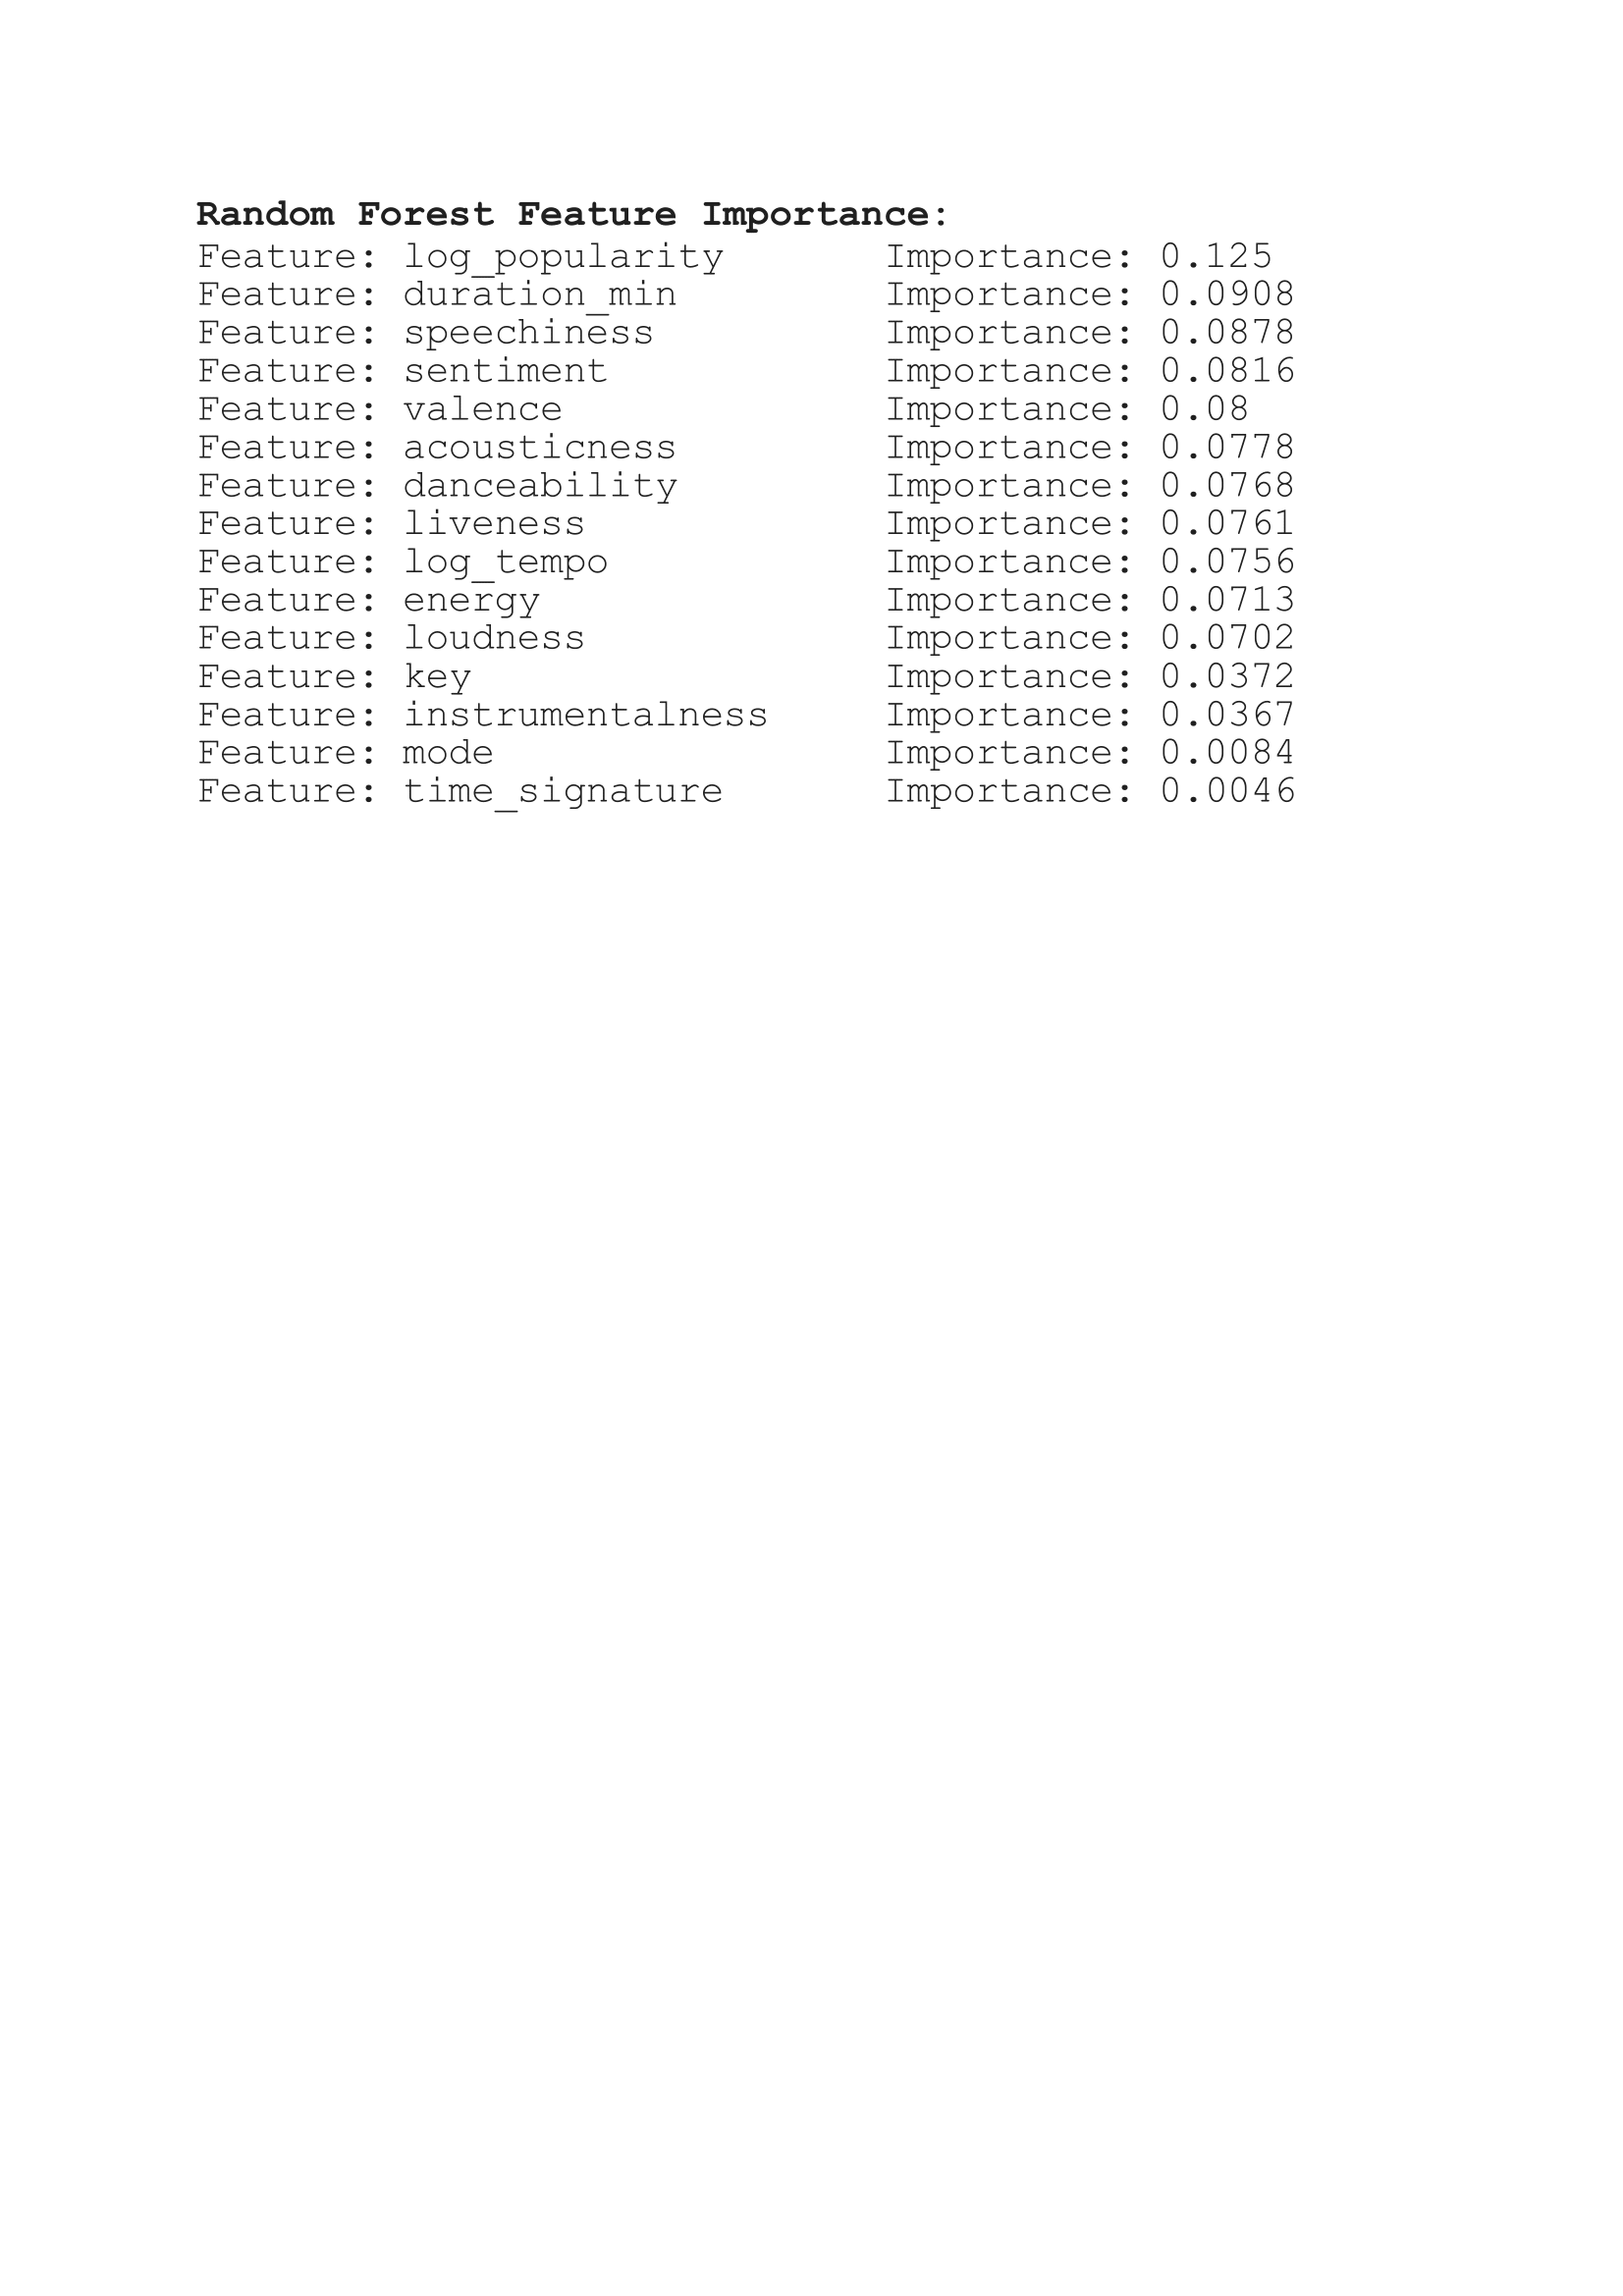 Random Forest Feature Importance:
Feature: log_popularity Importance: 0.125
Feature: duration_min Importance: 0.0908
Feature: speechiness Importance: 0.0878
Feature: sentiment Importance: 0.0816
Feature: valence Importance: 0.08
Feature: acousticness Importance: 0.0778
Feature: danceability Importance: 0.0768
Feature: liveness Importance: 0.0761
Feature: log_tempo Importance: 0.0756
Feature: energy Importance: 0.0713
Feature: loudness Importance: 0.0702
Feature: key Importance: 0.0372
Feature: instrumentalness Importance: 0.0367
Feature: mode Importance: 0.0084
Feature: time_signature Importance: 0.0046